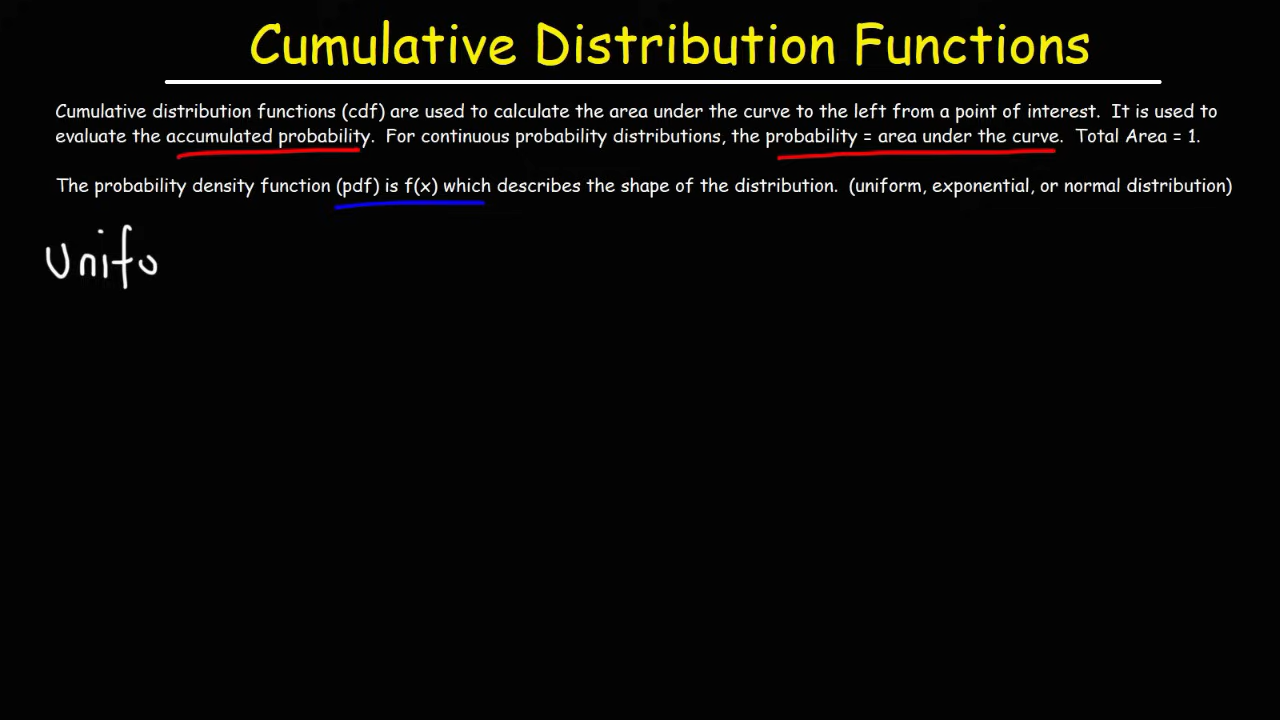 Cumulative Distribution Functions
Cumulative distribution functions (cdf) are used to calculate the area under the curve to the left from a point of interest. It is used to
evaluate the accumulated probability. For continuous probability distributions, the probability = area under the curve. Total Area = 1.
The probability density function (pdf) is f(x) which describes the shape of the distribution. (uniform, exponential, or normal distribution)
Unifo